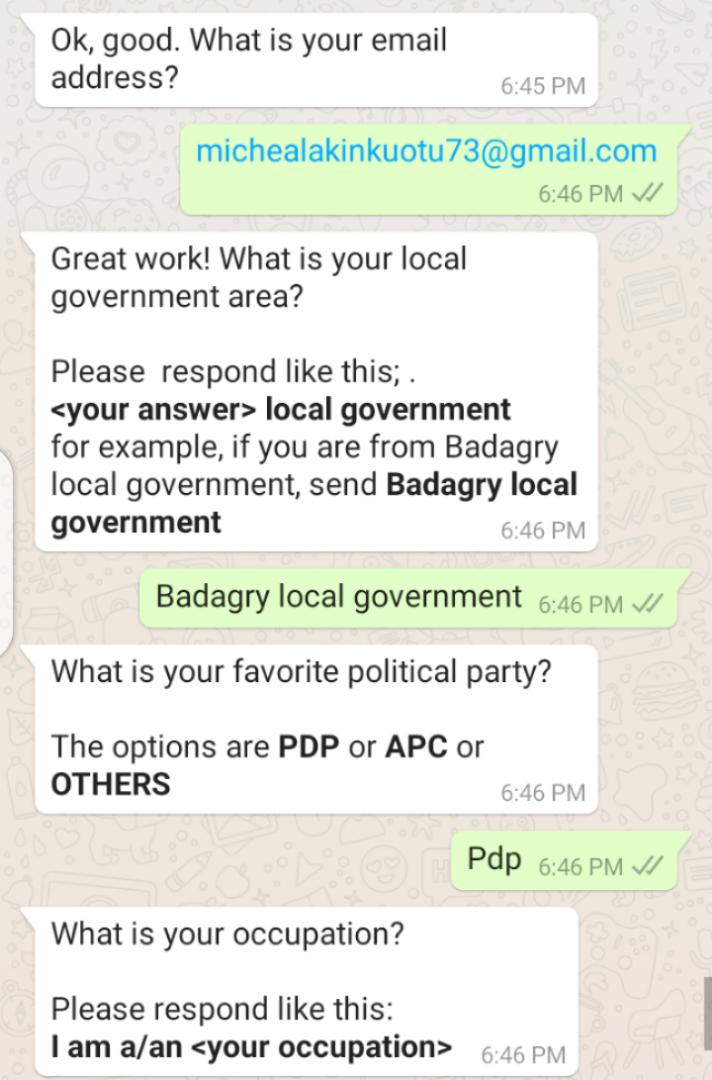 Ok, good. What is your email
address?
6:45 PM
michealakinkuotu73@gmail.com
6:46 PM
Great work! What is your local
government area?
Please  respond like this; .
<your answer> local government
for example, if you are from Badagry
local government, send Badagry local
government
6:46 PM
Badagry local government 6:46 PM
What is your favorite political party?
The options are PDP or APC or
OTHERS
6:46 PM
Pdp 6:46 PM
What is your occupation?
Please respond like this:
I am a/an <your occupation> 6:46 PM